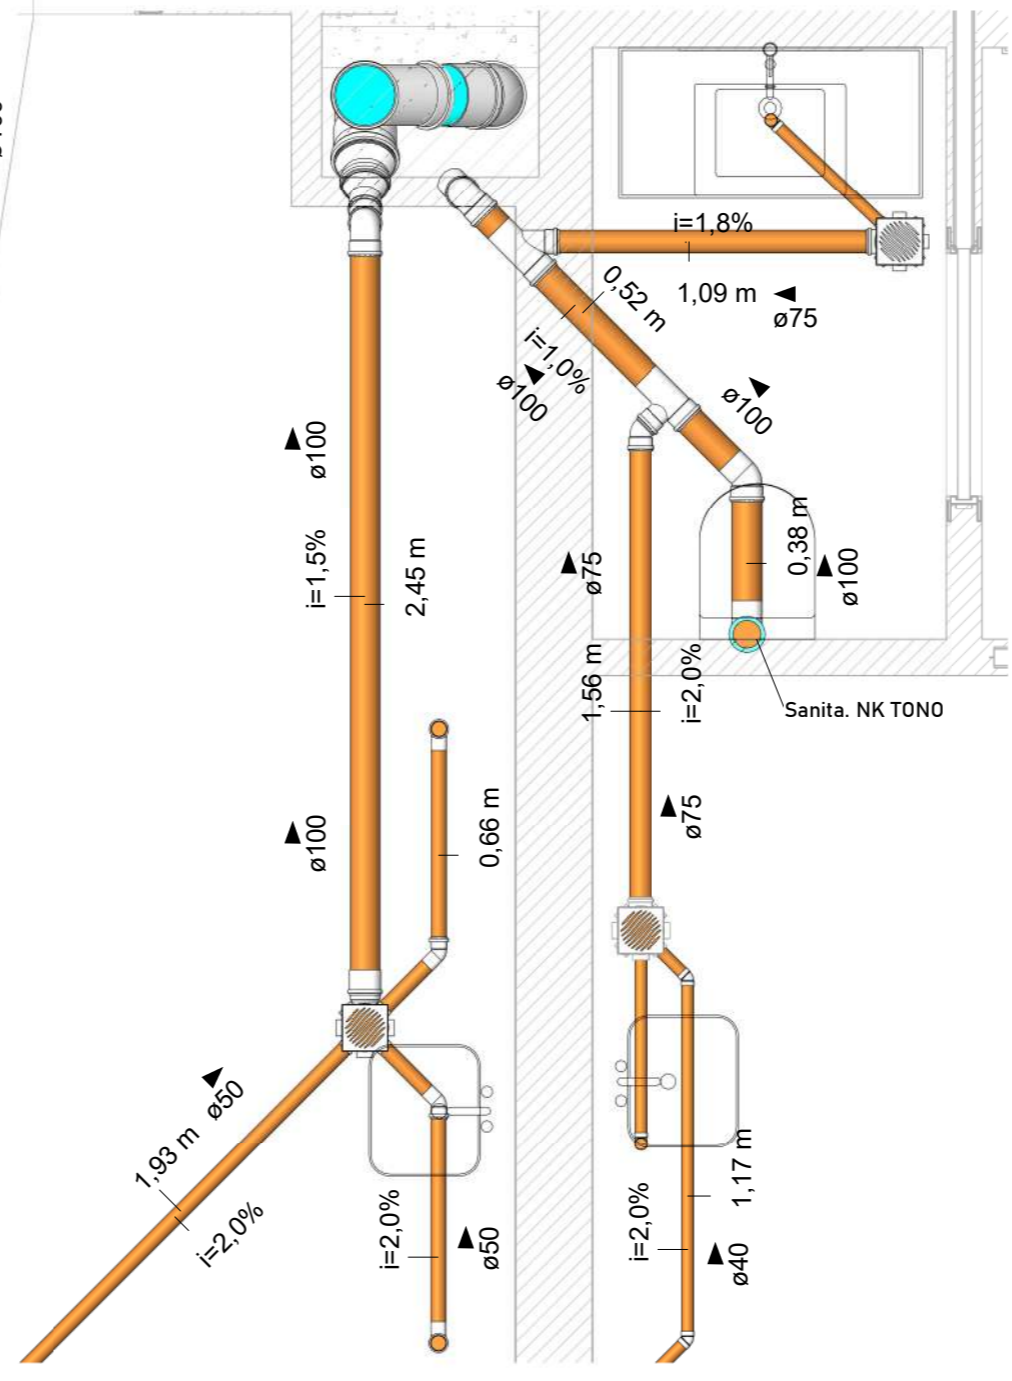 i=1,8%
1,09 m
ø75
0,52 m
i=1,0%
ø100
ø100
ø100
i=1,5%
2,45 m
ø75
0,38 m
ø100
1,56 m
i=2,0%
Sanita. NK TONO
ø100
0,66 m
ø75
ø50
1,93 m
i=2,0%
i=2,0%
ø50
1,17 m
i=2,0%
ø40